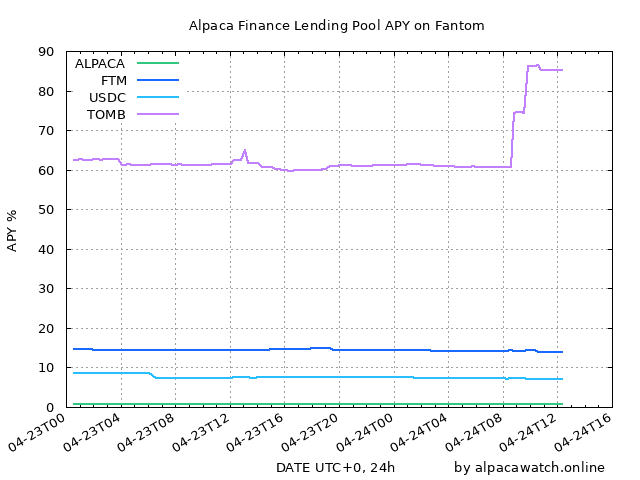 Alpaca Finance Lending Pool APY on Fantom
90
80
70
60
50
40
30
20
10
0
APY %
ALPACA
FTM
USDC
TOMB
04-23T00
04-23T04
04-23T08
04-23T12
04-23T16
04-23T20
04-24T00
04-24T04
04-24T08
04-24T12
04-24T16
DATE UTC+0, 24h
by alpacawatch.online